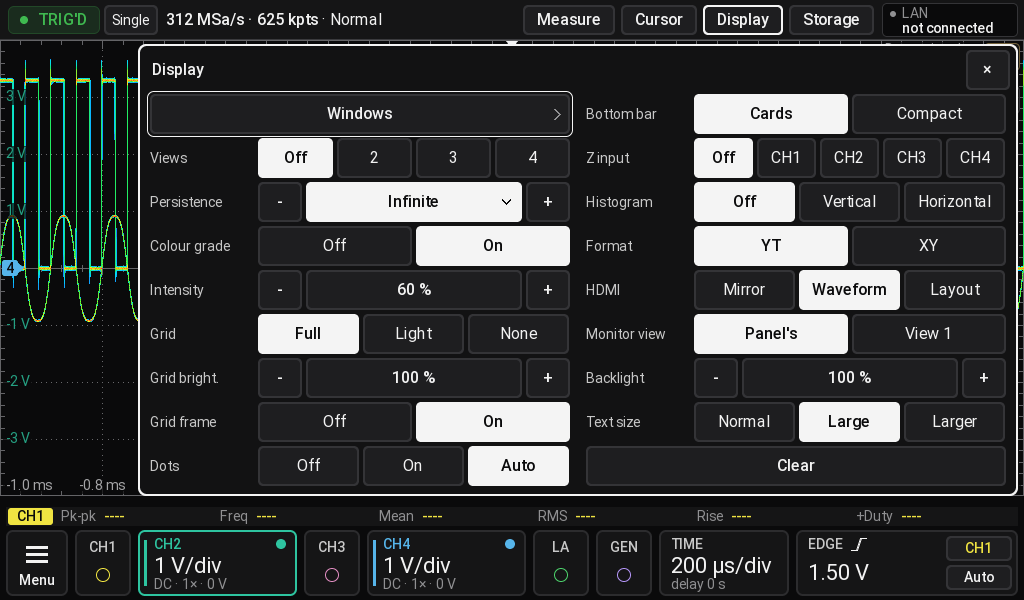 TRIG'D Single 312 MSa/s · 625 kpts · Normal Measure Cursor Display Storage LAN not connected
Display ×
Windows Bottom bar Cards Compact
Views Off 2 3 4 Z input Off CH1 CH2 CH3 CH4
Persistence - Infinite + Histogram Off Vertical Horizontal
Colour grade Off On Format YT XY
Intensity - 60 % + HDMI Mirror Waveform Layout
Grid Full Light None Monitor view Panel's View 1
Grid bright. - 100 % + Backlight - 100 % +
Grid frame Off On Text size Normal Large Larger
Dots Off On Auto Clear
3 V
2 V
1 V
4
-1 V
-2 V
-3 V
-1.0 ms -0.8 ms
CH1 Pk-pk ---- Freq ---- Mean ---- RMS ---- Rise ---- +Duty ----
Menu
CH1
CH2
1 V/div
DC · 1× · 0 V
CH3
CH4
1 V/div
DC · 1× · 0 V
LA
GEN
TIME
200 µs/div
delay 0 s
EDGE
1.50 V
CH1
Auto